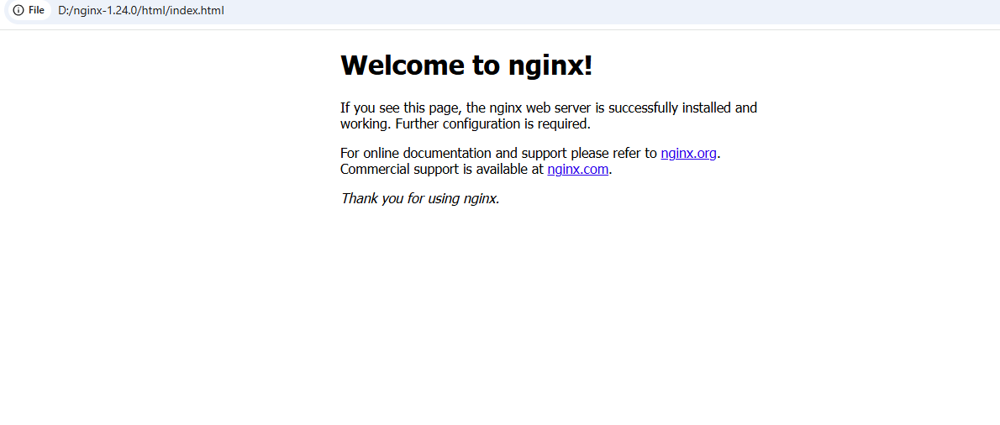 File D:/nginx-1.24.0/html/index.html
Welcome to nginx!
If you see this page, the nginx web server is successfully installed and
working. Further configuration is required.
For online documentation and support please refer to nginx.org.
Commercial support is available at nginx.com.
Thank you for using nginx.